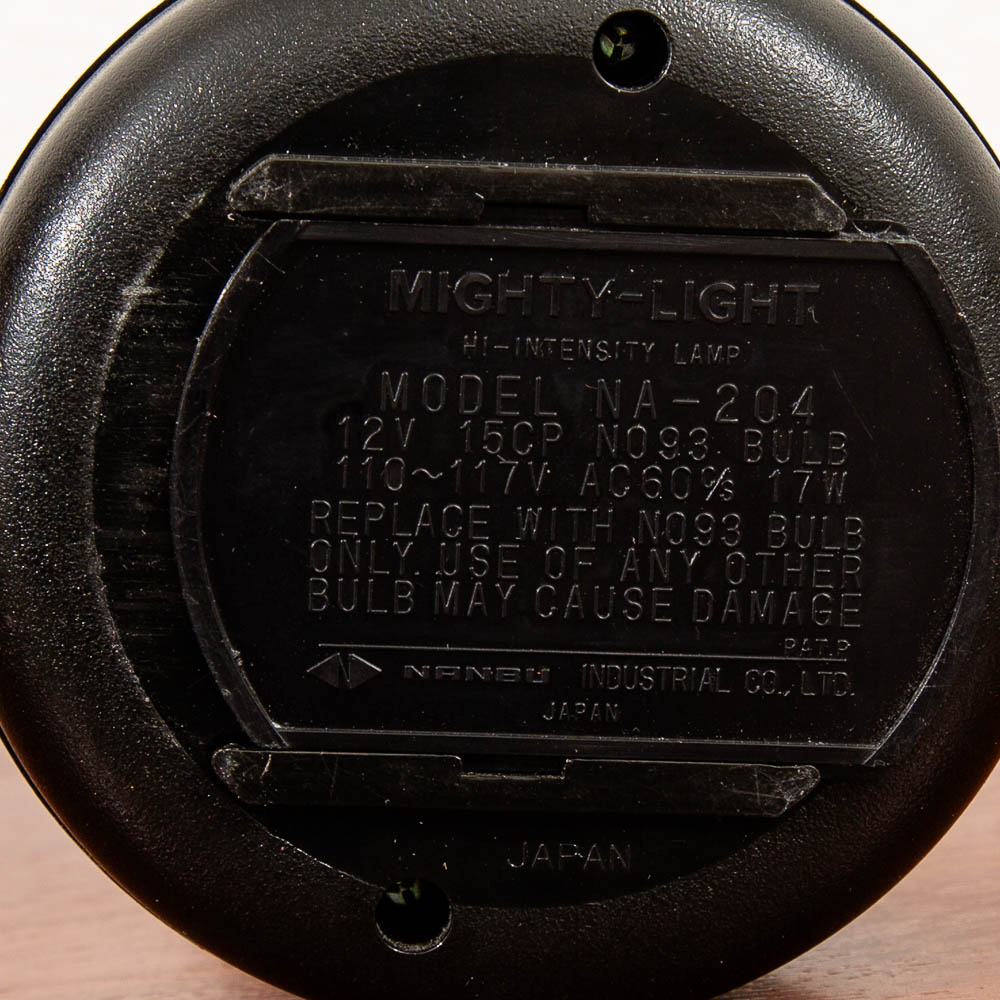 MIGHTY-LIGHT
HI-INTENSITY LAMP
MODEL NA-204
12V 15CP NO93 BULB
110~117V AC60% 17W
REPLACE WITH NO93 BULB
ONLY. USE OF ANY OTHER
BULB MAY CAUSE DAMAGE
PAT.P
N NANBU INDUSTRIAL CO., LTD.
JAPAN
JAPAN